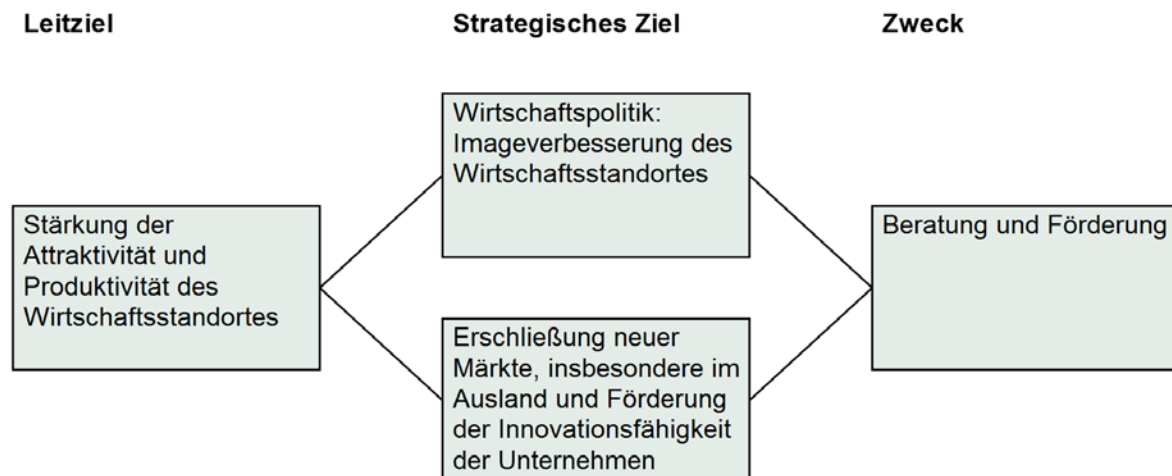 Leitziel
Strategisches Ziel
Zweck
Wirtschaftspolitik:
Imageverbesserung des
Wirtschaftsstandortes
Stärkung der
Attraktivität und
Produktivität des
Wirtschaftsstandortes
Beratung und Förderung
Erschließung neuer
Märkte, insbesondere im
Ausland und Förderung
der Innovationsfähigkeit
der Unternehmen